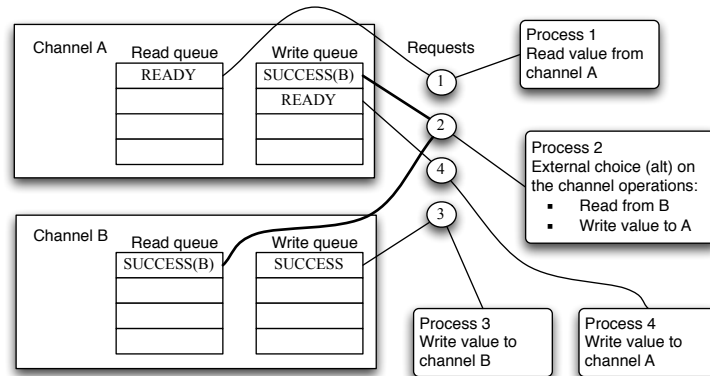 Channel A
Read queue
READY
Write queue
SUCCESS(B)
READY
Requests
1
2
4
3
Process 1
Read value from
channel A
Process 2
External choice (alt) on
the channel operations:
▪ Read from B
▪ Write value to A
Channel B
Read queue
SUCCESS(B)
Write queue
SUCCESS
Process 3
Write value to
channel B
Process 4
Write value to
channel A